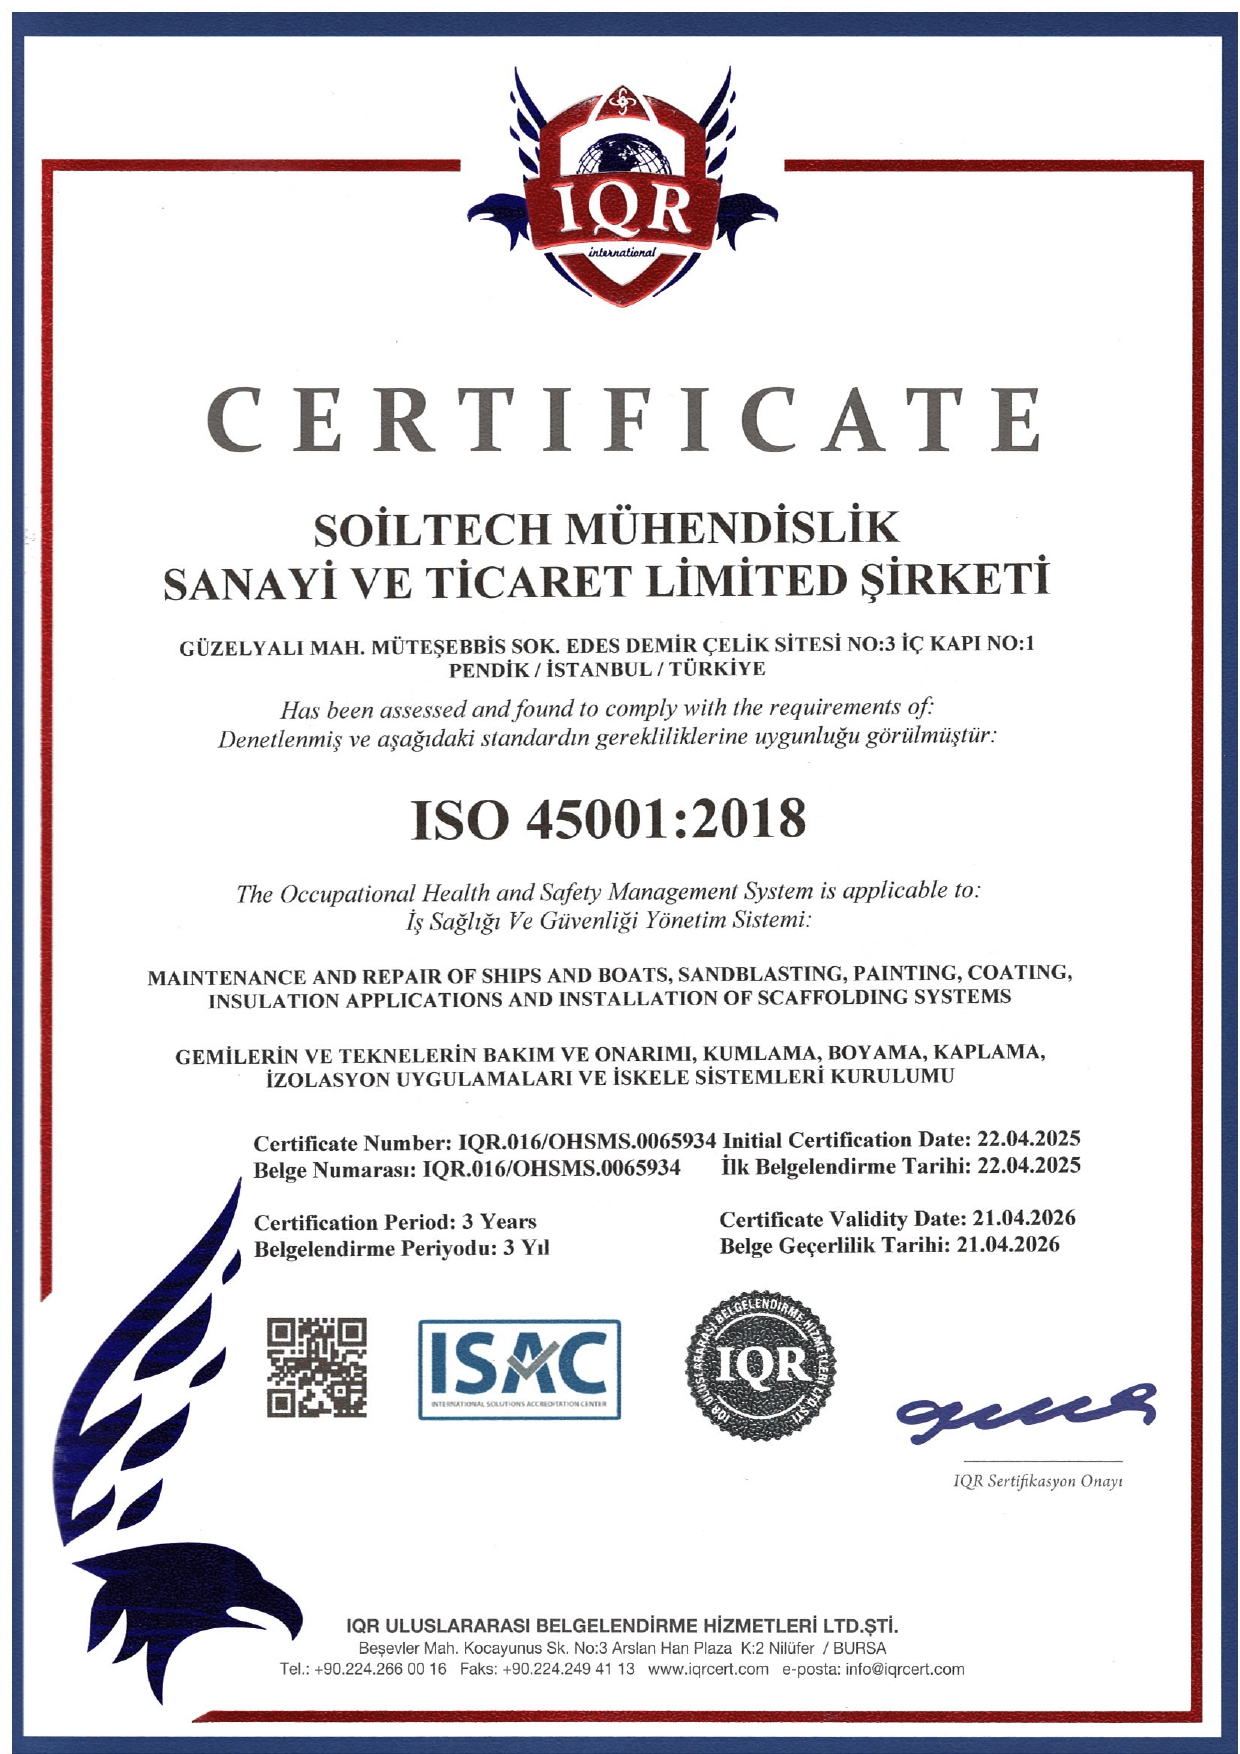 IQR
international
CERTIFICATE
SOİLTECH MÜHENDİSLİK
SANAYİ VE TİCARET LİMİTED ŞİRKETİ
GÜZELYALI MAH. MÜTEŞEBBİS SOK. EDES DEMİR ÇELİK SİTESİ NO:3 İÇ KAPI NO:1
PENDİK / İSTANBUL / TÜRKİYE
Has been assessed and found to comply with the requirements of:
Denetlenmiş ve aşağıdaki standardın gerekliliklerine uygunluğu görülmüştür:
ISO 45001:2018
The Occupational Health and Safety Management System is applicable to:
İş Sağlığı Ve Güvenliği Yönetim Sistemi:
MAINTENANCE AND REPAIR OF SHIPS AND BOATS, SANDBLASTING, PAINTING, COATING,
INSULATION APPLICATIONS AND INSTALLATION OF SCAFFOLDING SYSTEMS
GEMİLERİN VE TEKNELERİN BAKIM VE ONARIMI, KUMLAMA, BOYAMA, KAPLAMA,
İZOLASYON UYGULAMALARI VE İSKELE SİSTEMLERİ KURULUMU
Certificate Number: IQR.016/OHSMS.0065934 Initial Certification Date: 22.04.2025
Belge Numarası: IQR.016/OHSMS.0065934 İlk Belgelendirme Tarihi: 22.04.2025
Certification Period: 3 Years Certificate Validity Date: 21.04.2026
Belgelendirme Periyodu: 3 Yıl Belge Geçerlilik Tarihi: 21.04.2026
ISAC
INTERNATIONAL SOLUTIONS ACCREDITATION CENTER
IQR ULUSLARARASI BELGELENDİRME HİZMETLERİ LTD.ŞTİ.
IQR
IQR Sertifikasyon Onayı
IQR ULUSLARARASI BELGELENDİRME HİZMETLERİ LTD.ŞTİ.
Beşevler Mah. Kocayunus Sk. No:3 Arslan Han Plaza K:2 Nilüfer / BURSA
Tel.: +90.224.266 00 16 Faks: +90.224.249 41 13 www.iqrcert.com e-posta: info@iqrcert.com